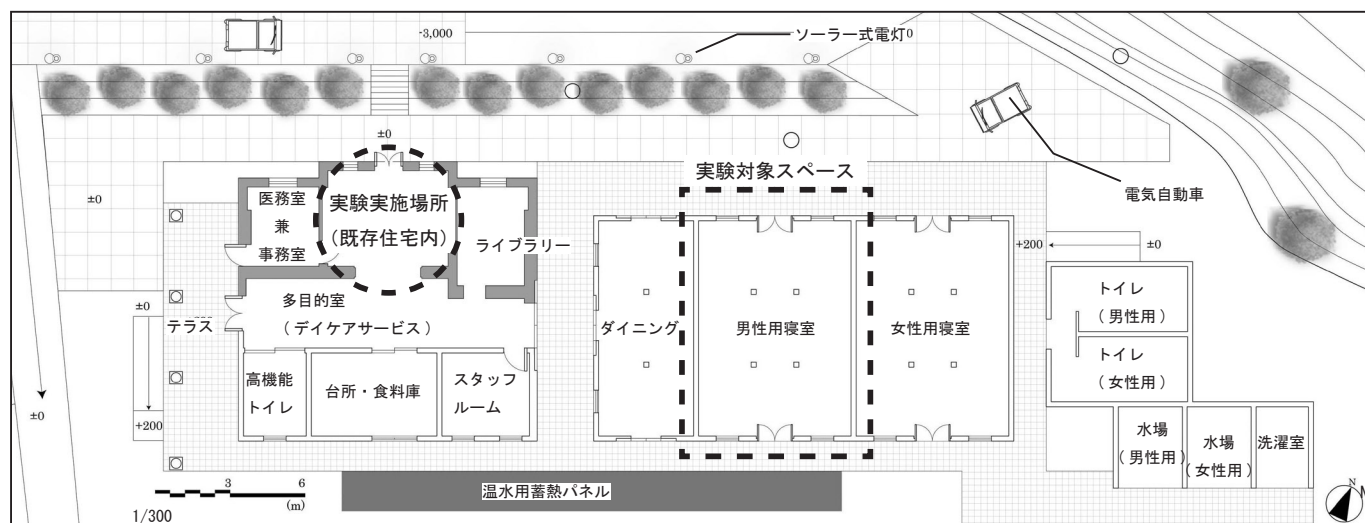 -3,000
ソーラー式電灯0
±0
実験対象スペース
電気自動車
±0
医務室
兼
事務室
実験実施場所
(既存住宅内)
ライブラリー
+200
±0
トイレ
(男性用)
±0
多目的室
(デイケアサービス)
テラス
ダイニング
男性用寝室
女性用寝室
トイレ
(女性用)
高機能
トイレ
台所・食料庫
スタッフ
ルーム
±0
+200
水場
(男性用)
水場
(女性用)
洗濯室
3
6
(m)
1/300
温水用蓄熱パネル
N